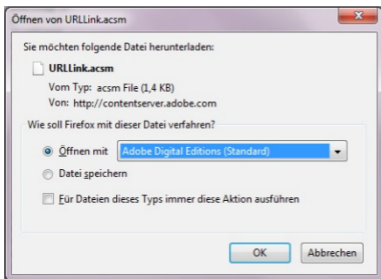 Öffnen von URLLink.acsm
Sie möchten folgende Datei herunterladen:
URLLink.acsm
Vom Typ: acsm File (1,4 KB)
Von: http://contentserver.adobe.com
Wie soll Firefox mit dieser Datei verfahren?
Öffnen mit Adobe Digital Editions (Standard)
Datei speichern
Für Dateien dieses Typs immer diese Aktion ausführen
OK Abbrechen